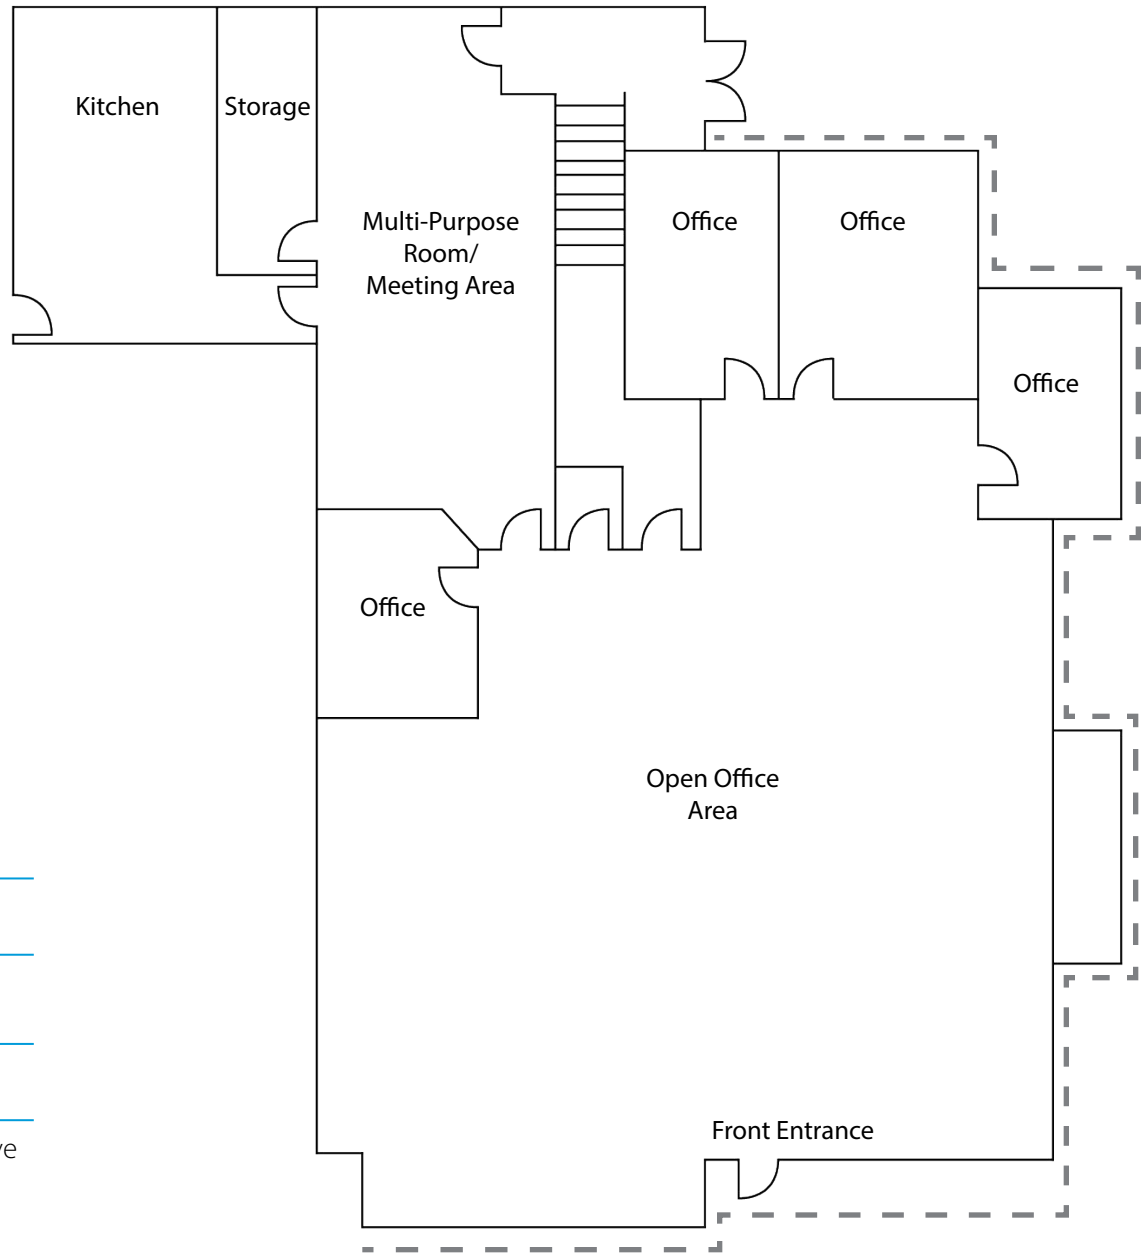 Kitchen
Storage
Multi-Purpose
Room/
Meeting Area
Office
Office
Office
Office
Open Office
Area
Front Entrance